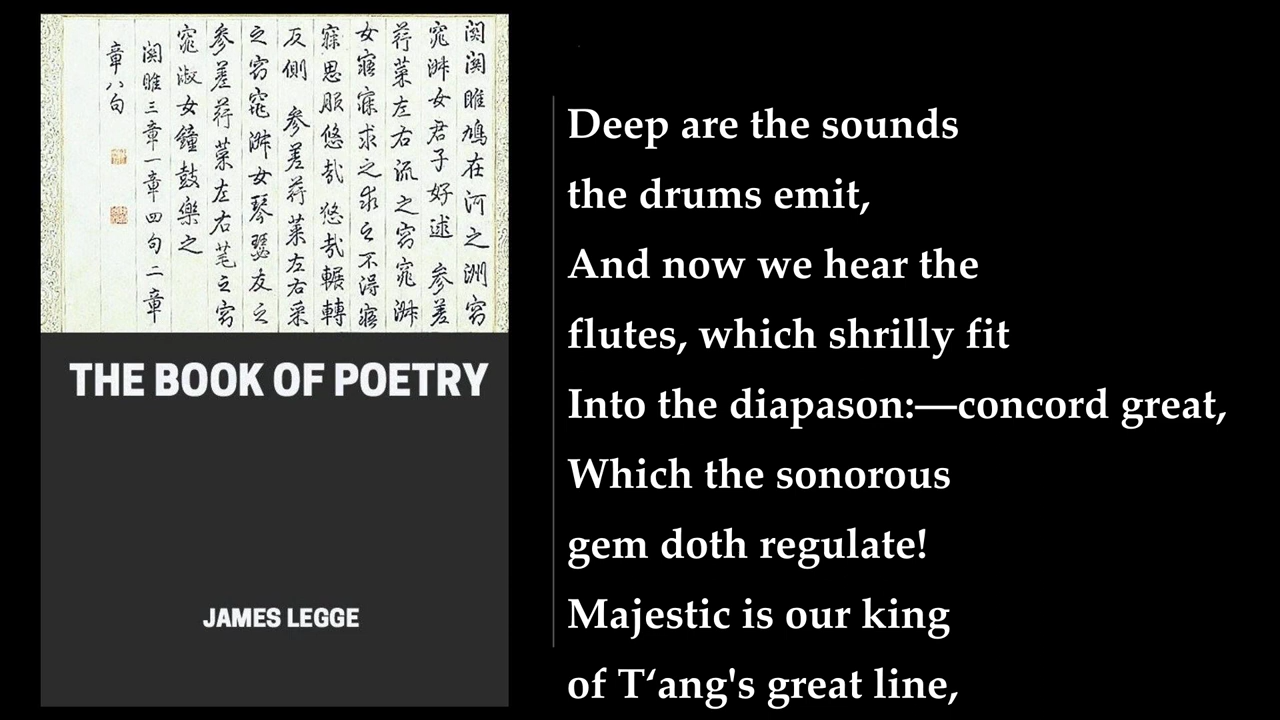 關關雎鳩在河之洲窈
窕淑女君子好逑 參差
荇菜左右流之窈窕淑
女寤寐求之求之不得寤
寐思服悠哉悠哉輾轉
反側 參差荇菜左右采
之窈窕淑女琴瑟友之
參差荇菜左右芼之窈
窕淑女鐘鼓樂之
關雎三章一章四句二章
章八句
THE BOOK OF POETRY
JAMES LEGGE
Deep are the sounds
the drums emit,
And now we hear the
flutes, which shrilly fit
Into the diapason:—concord great,
Which the sonorous
gem doth regulate!
Majestic is our king
of T‘ang's great line,